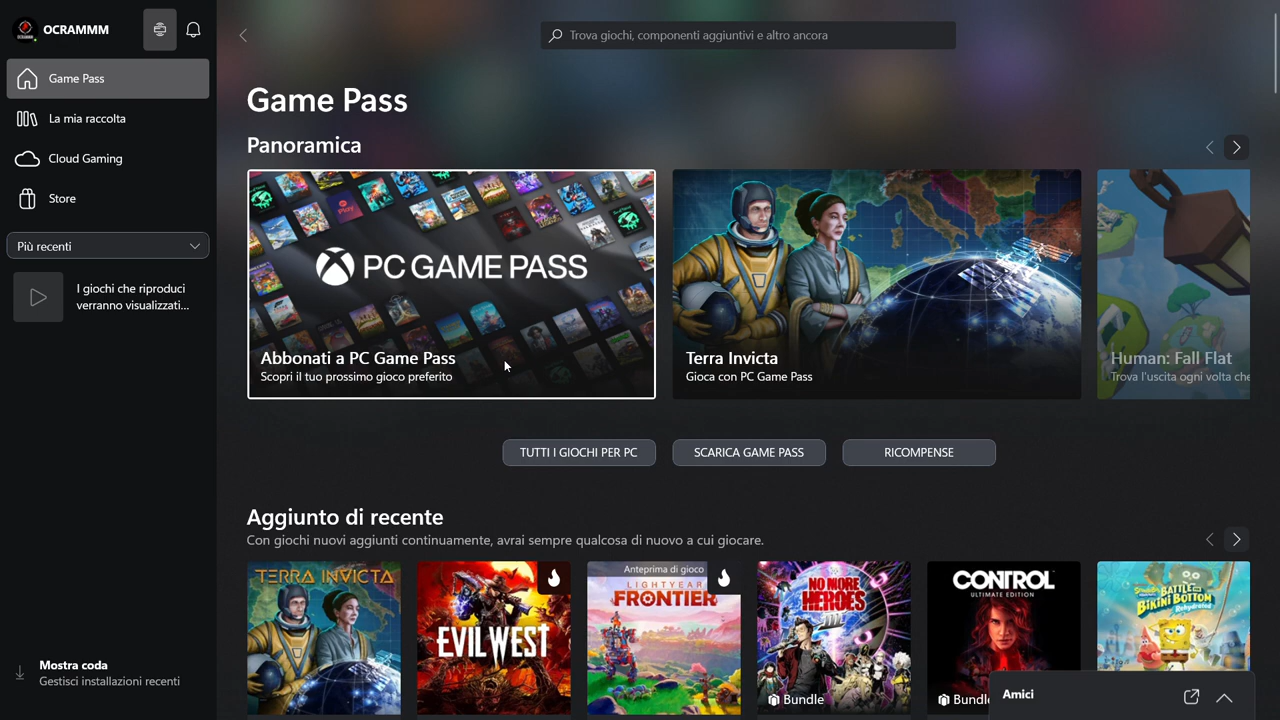 OCRAMMM
Game Pass
La mia raccolta
Cloud Gaming
Store
Più recenti
I giochi che riproduci
verranno visualizzati...
Mostra coda
Gestisci installazioni recenti
Trova giochi, componenti aggiuntivi e altro ancora
Game Pass
Panoramica
PC GAME PASS
Abbonati a PC Game Pass
Scopri il tuo prossimo gioco preferito
Terra Invicta
Gioca con PC Game Pass
Human: Fall Flat
Trova l'uscita ogni volta che
TUTTI I GIOCHI PER PC
SCARICA GAME PASS
RICOMPENSE
Aggiunto di recente
Con giochi nuovi aggiunti continuamente, avrai sempre qualcosa di nuovo a cui giocare.
TERRA INVICTA
EVIL WEST
Anteprima di gioco
LIGHTYEAR
FRONTIER
NO MORE
HEROES
Bundle
CONTROL
ULTIMATE EDITION
Bundle
BATTLE FOR
BIKINI BOTTOM
Rehydrated
Amici